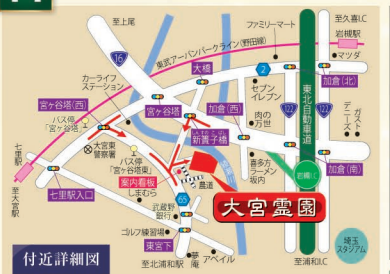 至上尾
ファミリーマート
至久喜I.C
岩槻駅
マツダ
16
東武アーバンパークライン(野田線)
大橋
2
加倉(北)
カーライフ
ステーション
セブン
イレブン
宮ヶ谷塔
宮ヶ谷塔(西)
加倉(西)
肉の
万世
東北自動車道
122
122
デニーズ
ガスト
バス停
「宮ヶ谷塔」
新賽子橋
大宮東
警察署
七里駅
バス停
「宮ヶ谷塔東」
喜多方
ラーメン
坂内
岩槻I.C
加倉(南)
至大宮駅
七里駅入口
案内看板
しまむら
農道
大宮霊園
65
武蔵野
銀行
ゴルフ練習場
東宮下
夢庵
アベイル
至北浦和駅
至浦和I.C
埼玉
スタジアム
付近詳細図